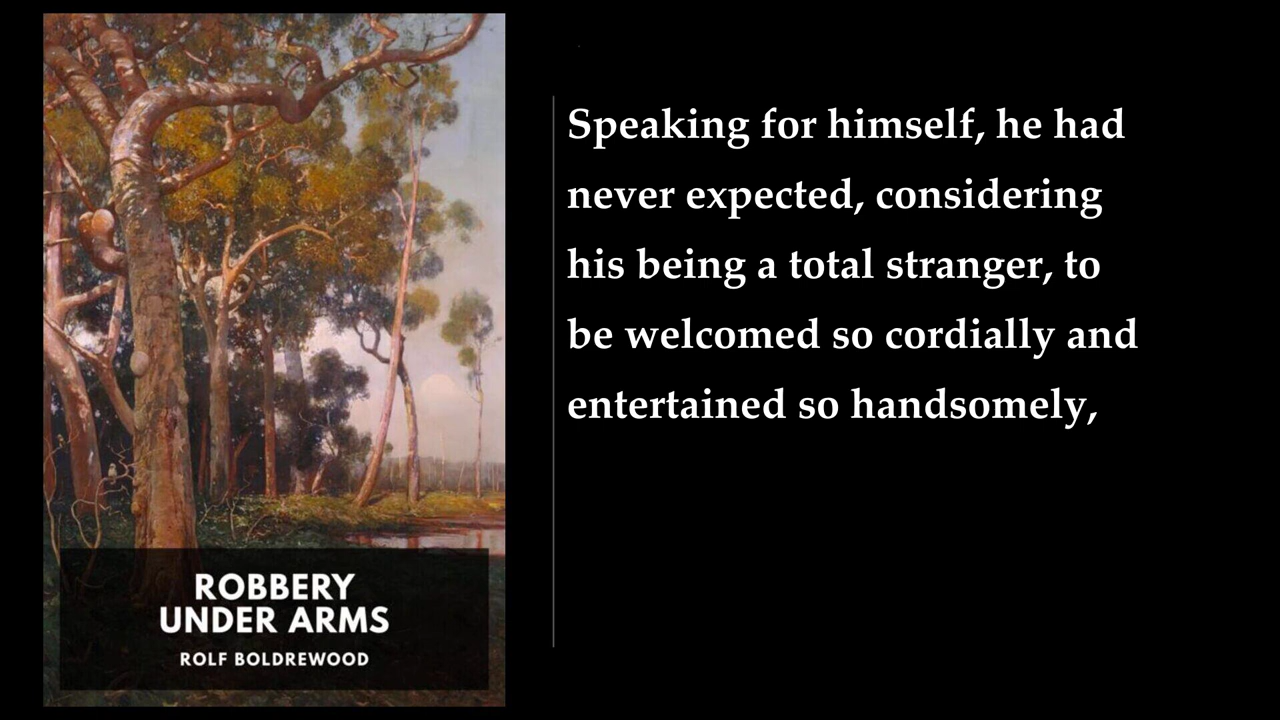 ROBBERY
UNDER ARMS
ROLF BOLDREWOOD
Speaking for himself, he had
never expected, considering
his being a total stranger, to
be welcomed so cordially and
entertained so handsomely,